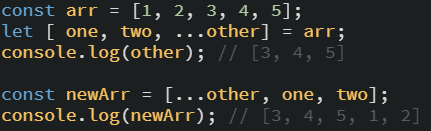 const arr = [1, 2, 3, 4, 5];
let [ one, two, ...other] = arr;
console.log(other); // [3, 4, 5]
const newArr = [...other, one, two];
console.log(newArr); // [3, 4, 5, 1, 2]